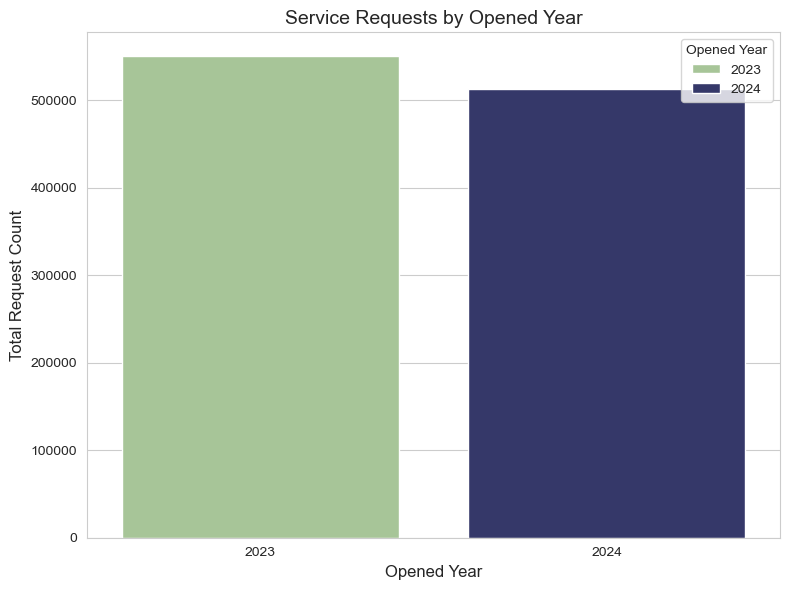 Service Requests by Opened Year
Opened Year
2023
2024
Total Request Count
500000
400000
300000
200000
100000
0
2023
2024
Opened Year